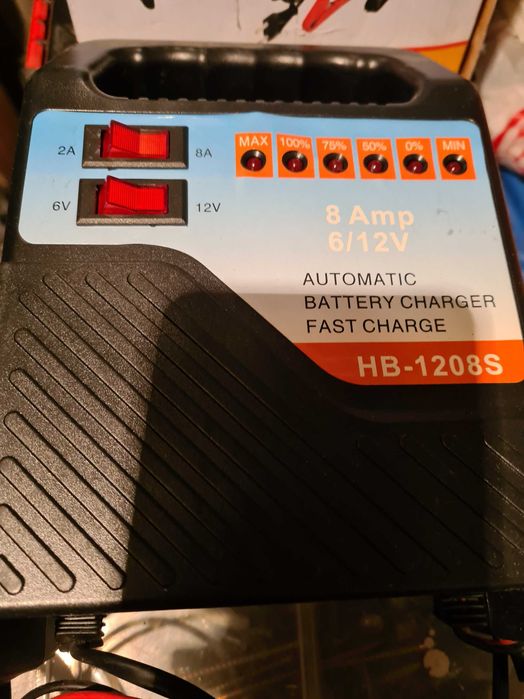 2A 8A
6V 12V
MAX 100% 75% 50% 0% MIN
8 Amp
6/12V
AUTOMATIC
BATTERY CHARGER
FAST CHARGE
HB-1208S